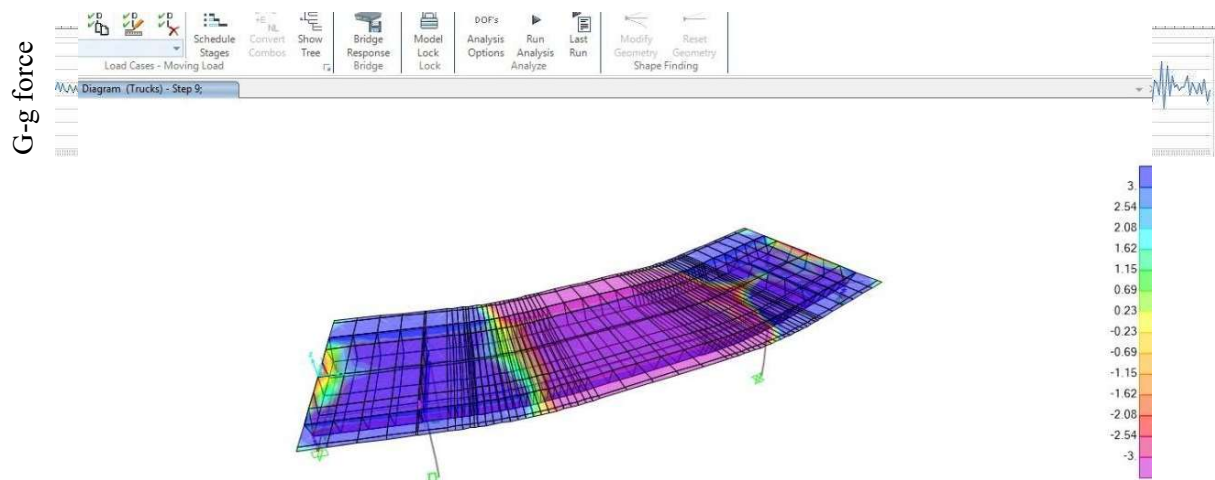 G-g force
DOF's
NL
Schedule Convert Show Bridge Model Analysis Run Last Modify Reset
Stages Combos Tree Response Lock Options Analysis Run Geometry Geometry
Load Cases - Moving Load Bridge Lock Analyze Shape Finding
Diagram (Trucks) - Step 9;
3.
2.54
2.08
1.62
1.15
0.69
0.23
-0.23
-0.69
-1.15
-1.62
-2.08
-2.54
-3.